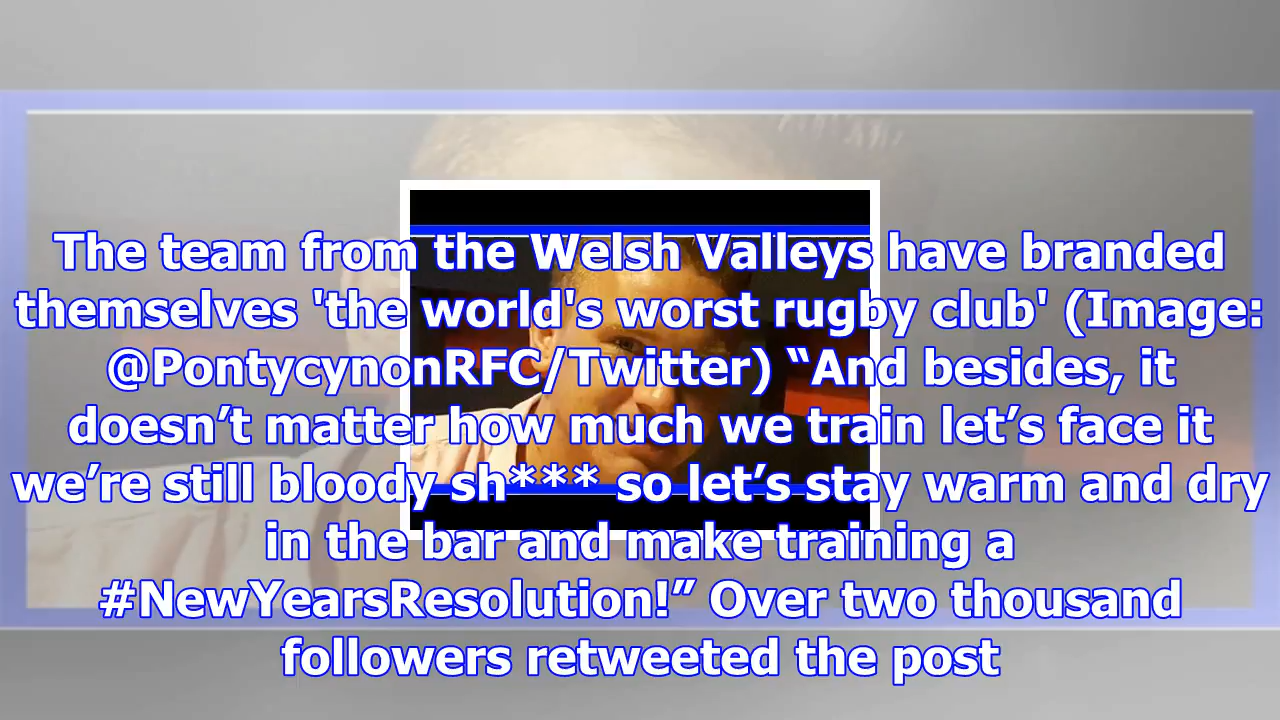 The team from the Welsh Valleys have branded
themselves 'the world's worst rugby club' (Image:
@PontycynonRFC/Twitter) “And besides, it
doesn’t matter how much we train let’s face it
we’re still bloody sh*** so let’s stay warm and dry
in the bar and make training a
#NewYearsResolution!” Over two thousand
followers retweeted the post